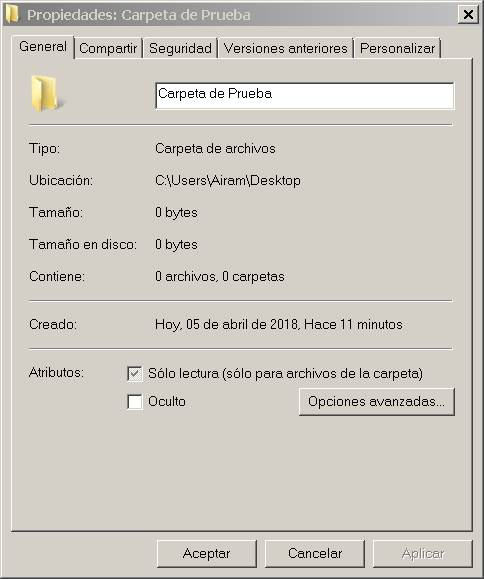 Propiedades: Carpeta de Prueba
General Compartir Seguridad Versiones anteriores Personalizar
Carpeta de Prueba
Tipo: Carpeta de archivos
Ubicación: C:\Users\Airam\Desktop
Tamaño: 0 bytes
Tamaño en disco: 0 bytes
Contiene: 0 archivos, 0 carpetas
Creado: Hoy, 05 de abril de 2018, Hace 11 minutos
Atributos: Sólo lectura (sólo para archivos de la carpeta)
Oculto Opciones avanzadas...
Aceptar Cancelar Aplicar